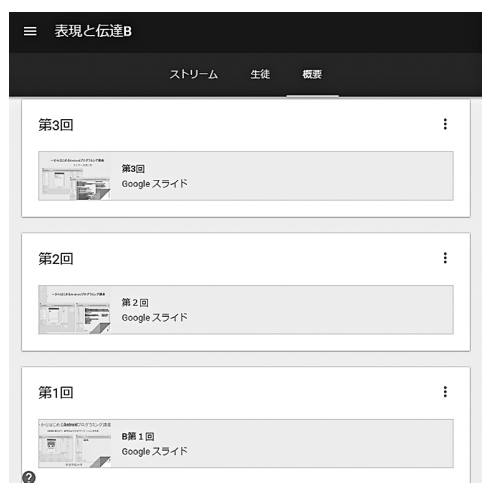 表現と伝達B
ストリーム 生徒 概要
第3回
第3回
Google スライド
第2回
第２回
Google スライド
第1回
B第１回
Google スライド